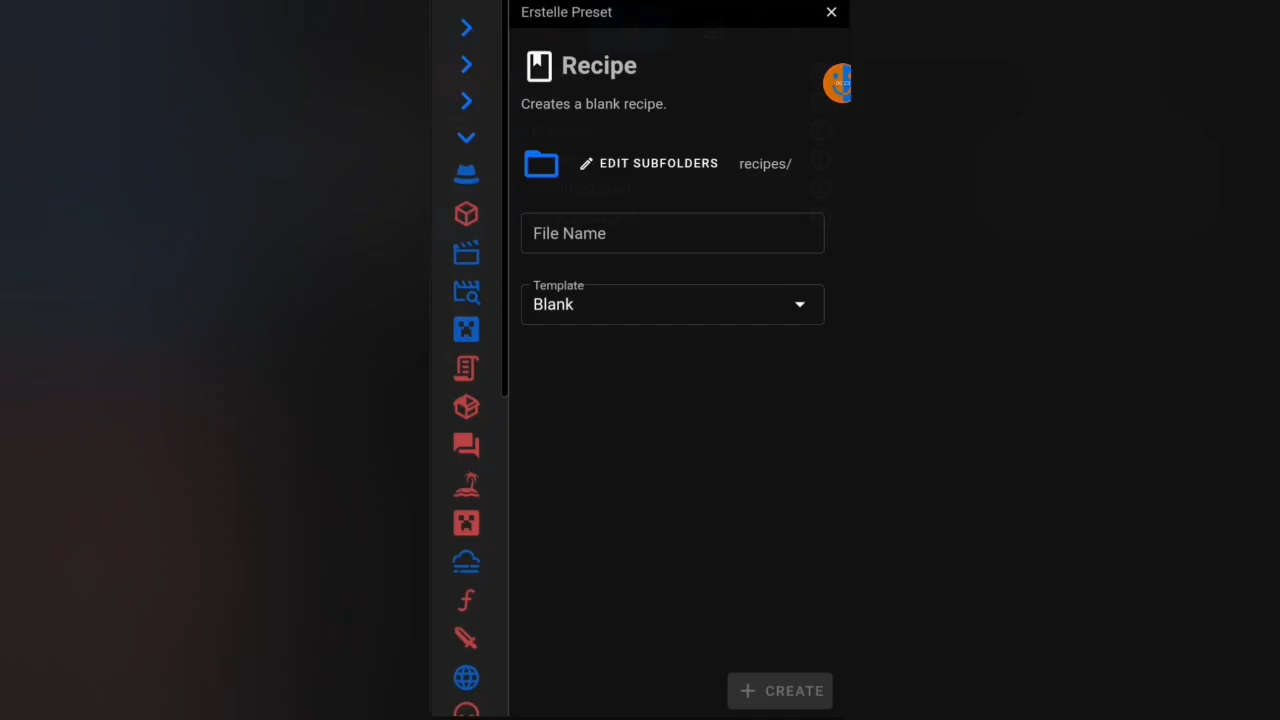 Erstelle Preset
Recipe
Creates a blank recipe.
EDIT SUBFOLDERS recipes/
File Name
Template
Blank
CREATE